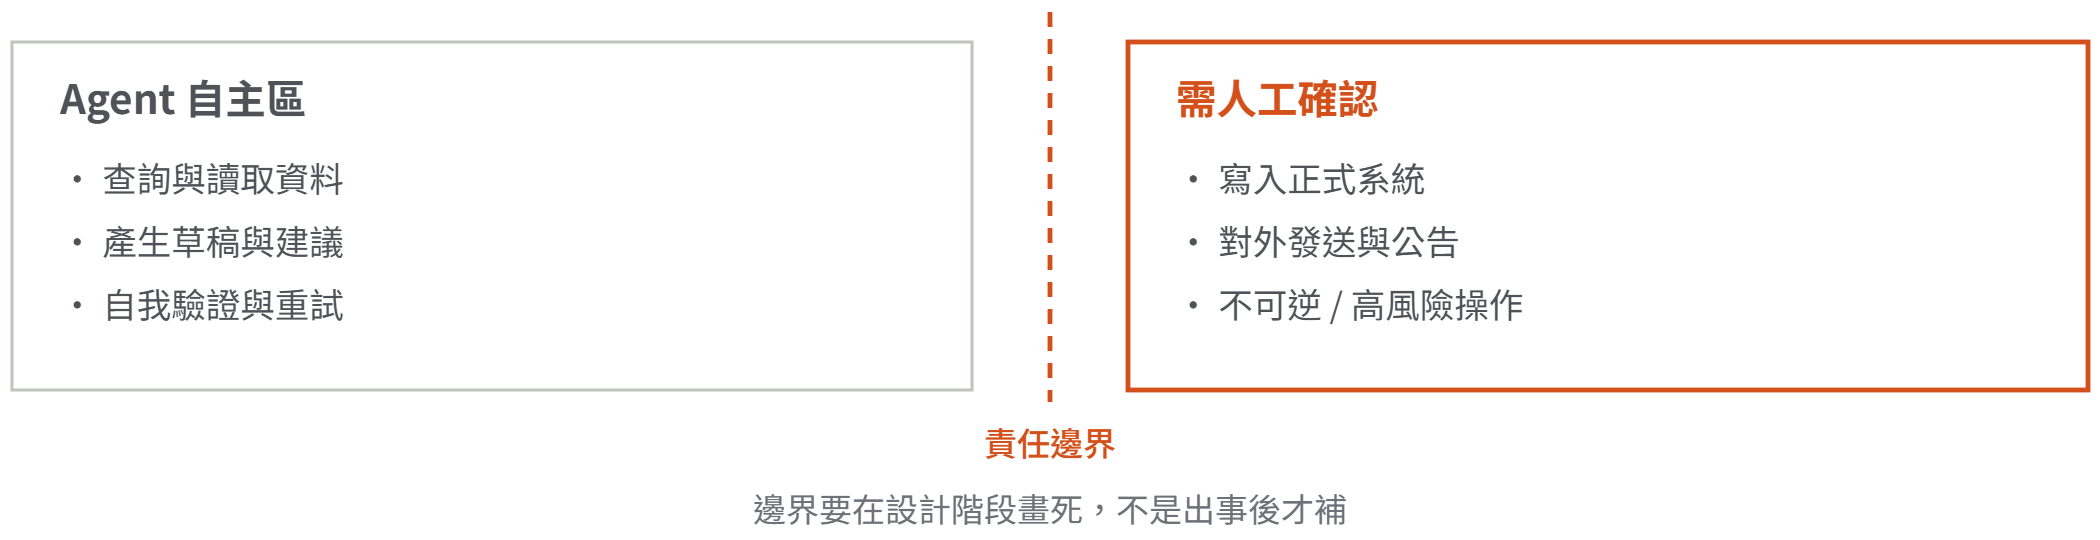 Agent 自主區
・ 查詢與讀取資料
・ 產生草稿與建議
・ 自我驗證與重試
需人工確認
・ 寫入正式系統
・ 對外發送與公告
・ 不可逆 / 高風險操作
責任邊界
邊界要在設計階段畫死，不是出事後才補